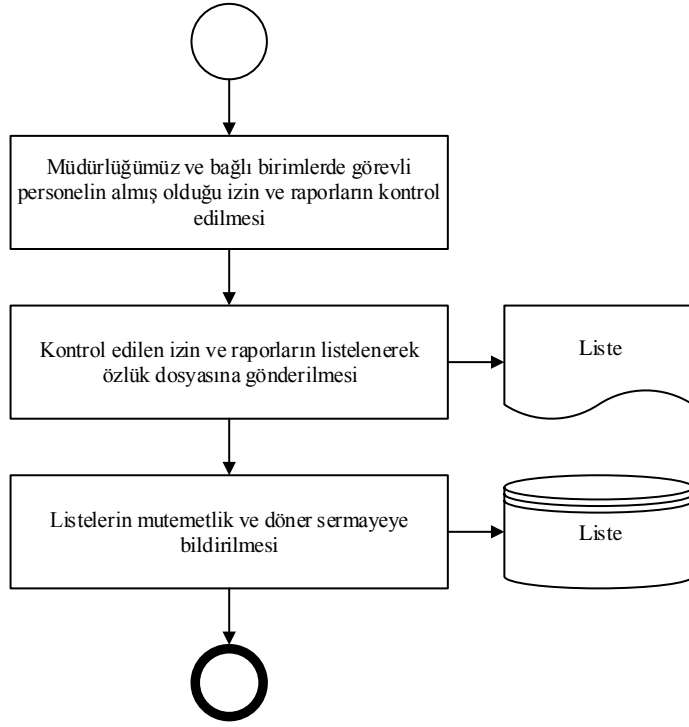 Müdürlüğümüz ve bağlı birimlerde görevli
personelin almış olduğu izin ve raporların kontrol
edilmesi
Kontrol edilen izin ve raporların listelenerek
özlük dosyasına gönderilmesi
Liste
Listelerin mutemetlik ve döner sermayeye
bildirilmesi
Liste